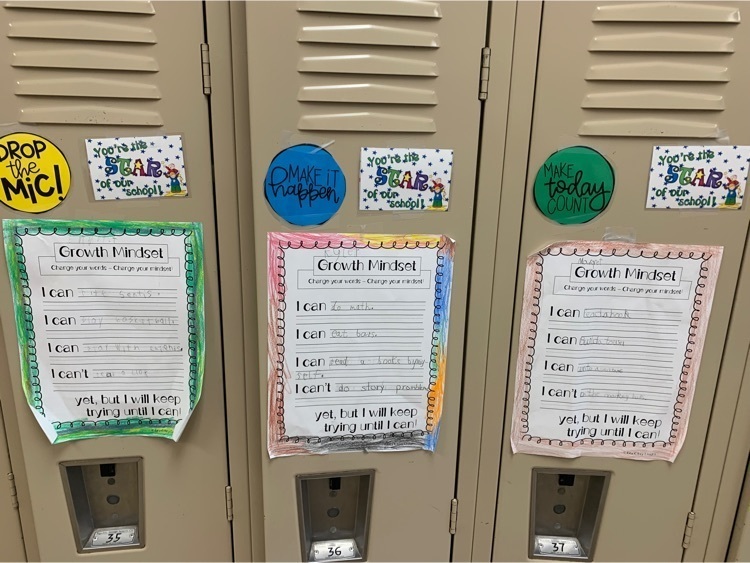 DROP
the
MIC!
You're the
STAR
of our
school!
MAKE IT
happen
You're the
STAR
of our
school!
MAKE
today
COUNT
You're the
STAR
of our
school!
Growth Mindset
Change your words - Change your mindset!
I can
I can
I can
I can't
yet, but I will keep
trying until I can!
35
Growth Mindset
Change your words - Change your mindset!
I can do math.
I can
I can read a book by my
self.
I can't do story problems
yet, but I will keep
trying until I can!
36
Growth Mindset
Change your words - Change your mindset!
I can
I can
I can
I can't
yet, but I will keep
trying until I can!
37